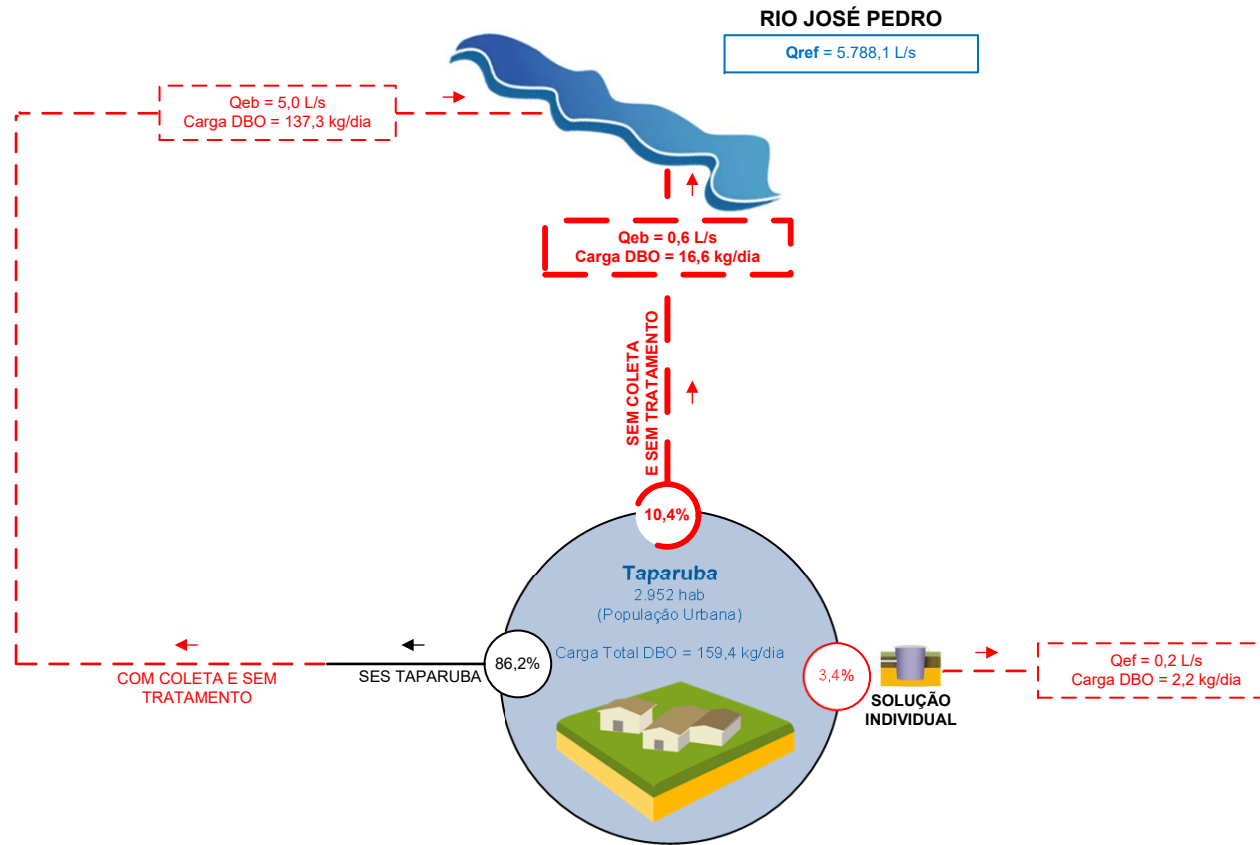 RIO JOSÉ PEDRO
Qref = 5.788,1 L/s
Qeb = 5,0 L/s
Carga DBO = 137,3 kg/dia
Qeb = 0,6 L/s
Carga DBO = 16,6 kg/dia
SEM COLETA
E SEM TRATAMENTO
10,4%
Taparuba
2.952 hab
(População Urbana)
Carga Total DBO = 159,4 kg/dia
86,2%
SES TAPARUBA
COM COLETA E SEM
TRATAMENTO
3,4%
SOLUÇÃO
INDIVIDUAL
Qef = 0,2 L/s
Carga DBO = 2,2 kg/dia